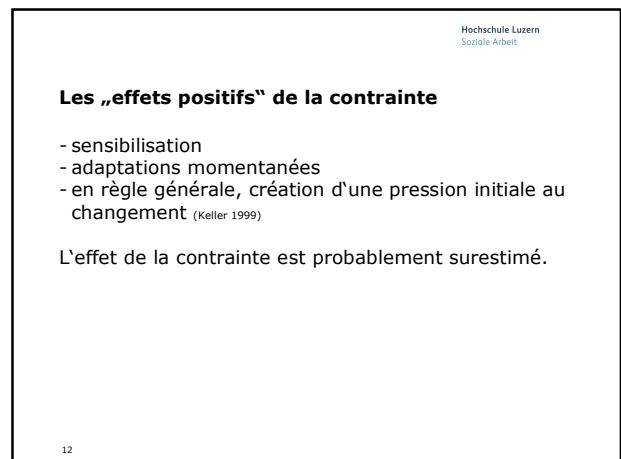 Hochschule Luzern
Soziale Arbeit
Les „effets positifs“ de la contrainte
- sensibilisation
- adaptations momentanées
- en règle générale, création d‘une pression initiale au
changement (Keller 1999)
L‘effet de la contrainte est probablement surestimé.
12